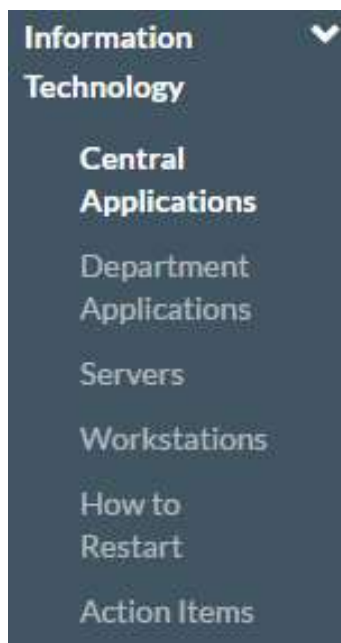 Information
Technology
Central
Applications
Department
Applications
Servers
Workstations
How to
Restart
Action Items